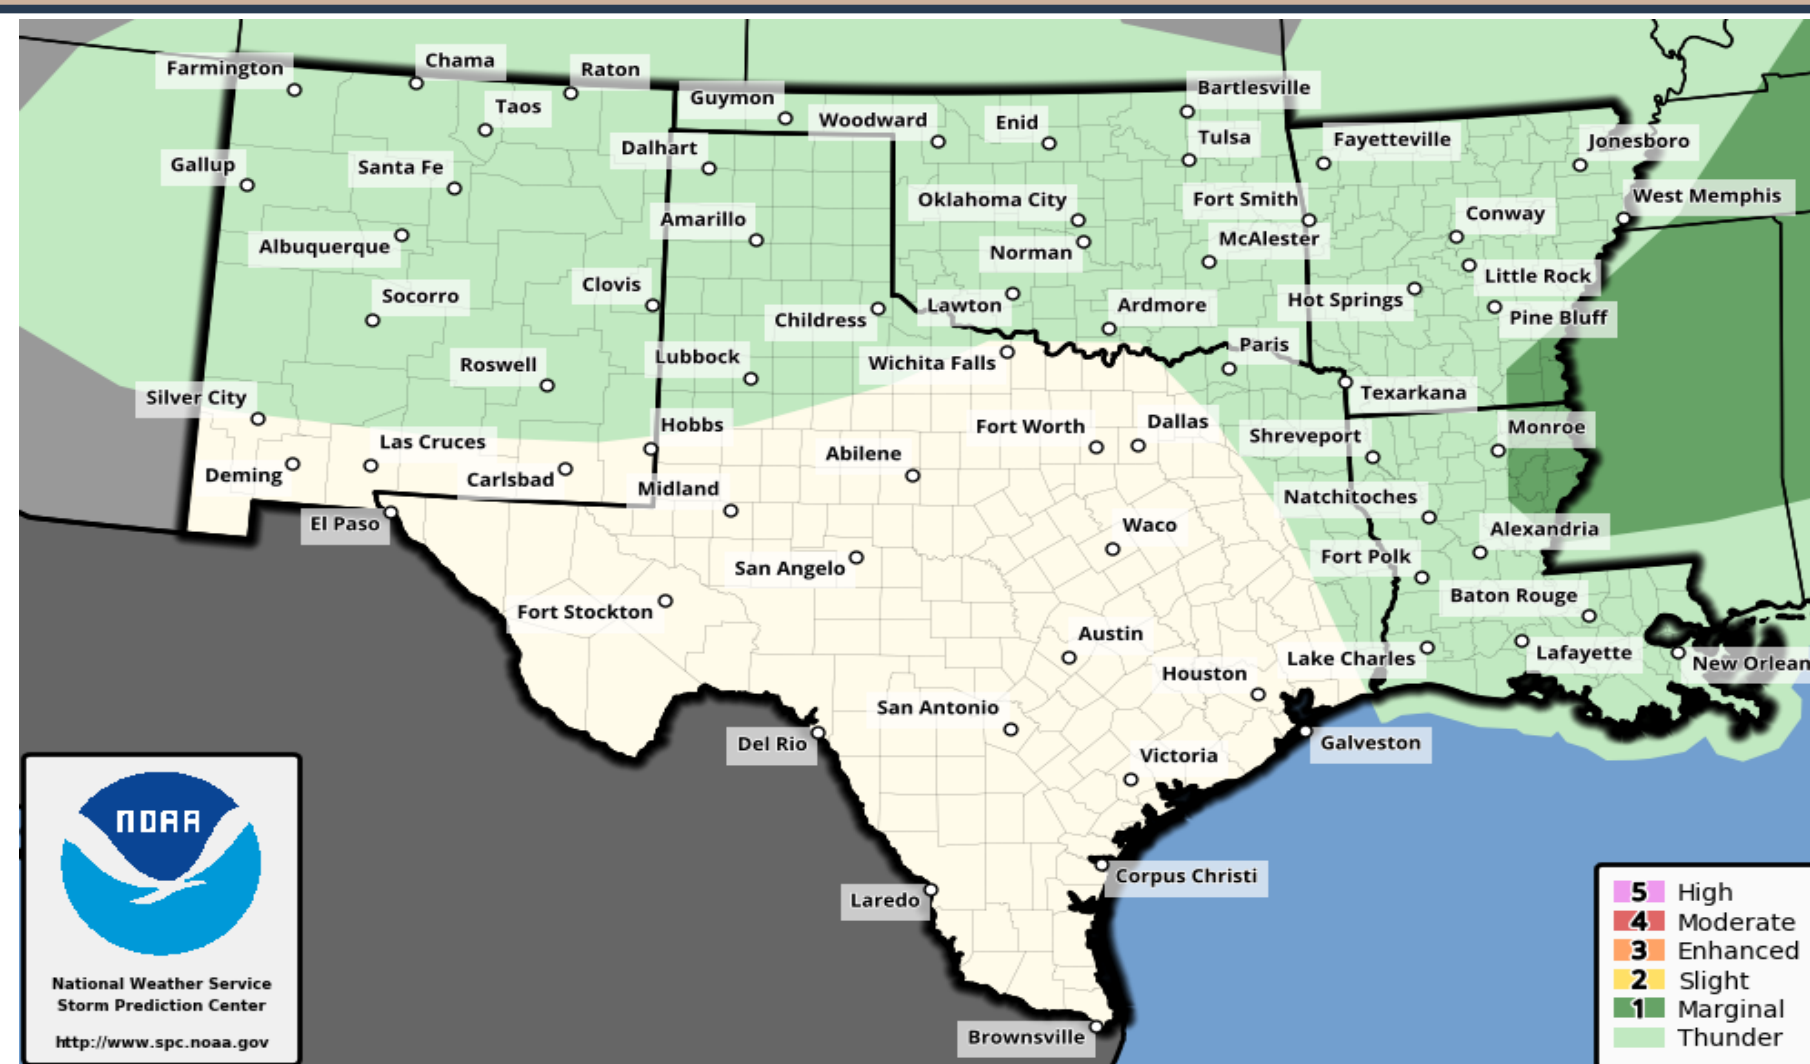 Farmington
Chama
Raton
Taos
Guymon
Woodward
Enid
Bartlesville
Tulsa
Fayetteville
Jonesboro
Gallup
Santa Fe
Dalhart
Oklahoma City
Fort Smith
West Memphis
Conway
Albuquerque
Amarillo
Norman
McAlester
Little Rock
Socorro
Clovis
Childress
Lawton
Ardmore
Hot Springs
Pine Bluff
Roswell
Lubbock
Wichita Falls
Paris
Silver City
Texarkana
Las Cruces
Hobbs
Abilene
Fort Worth
Dallas
Shreveport
Monroe
Deming
Carlsbad
Midland
Natchitoches
El Paso
San Angelo
Waco
Alexandria
Fort Polk
Fort Stockton
Baton Rouge
Austin
Houston
Lake Charles
Lafayette
New Orlean
San Antonio
Del Rio
Victoria
Galveston
Laredo
Corpus Christi
Brownsville
NOAA
National Weather Service
Storm Prediction Center
http://www.spc.noaa.gov
5 High
4 Moderate
3 Enhanced
2 Slight
1 Marginal
Thunder